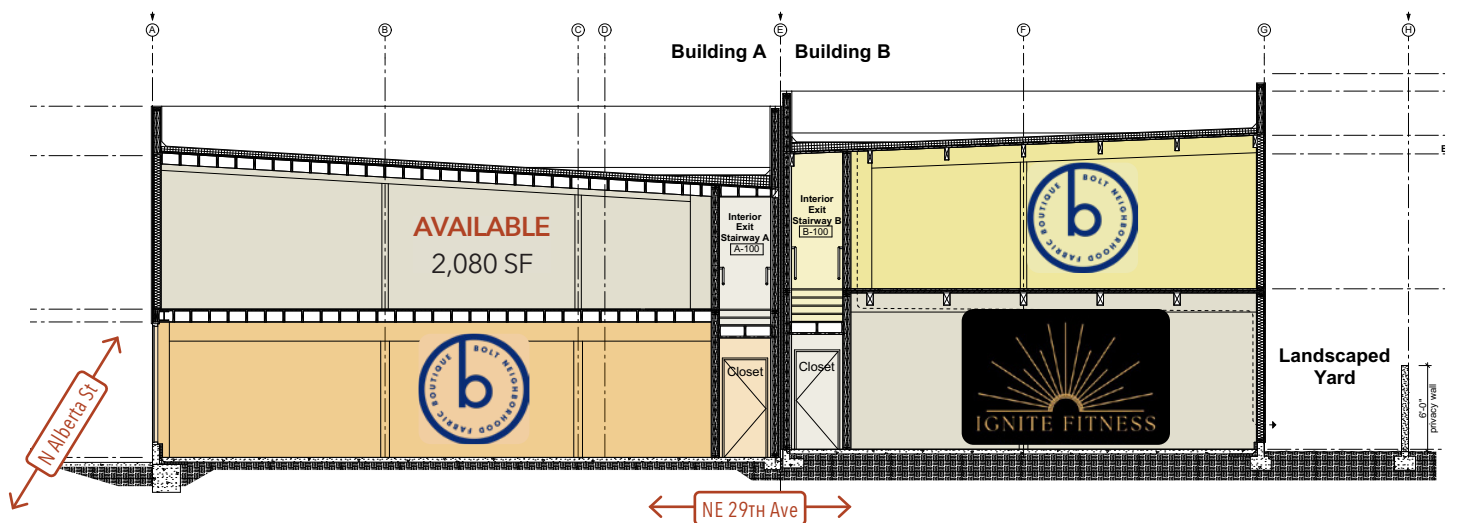 A
B
C
D
E
F
G
H
Building A
Building B
AVAILABLE
2,080 SF
Interior
Exit
Stairway A
A-100
Interior
Exit
Stairway B
B-100
BOLT NEIGHBORHOOD FABRIC BOUTIQUE
BOLT NEIGHBORHOOD FABRIC BOUTIQUE
b
b
Closet
Closet
IGNITE FITNESS
Landscaped
Yard
6'-0"
privacy wall
N Alberta St
NE 29TH Ave